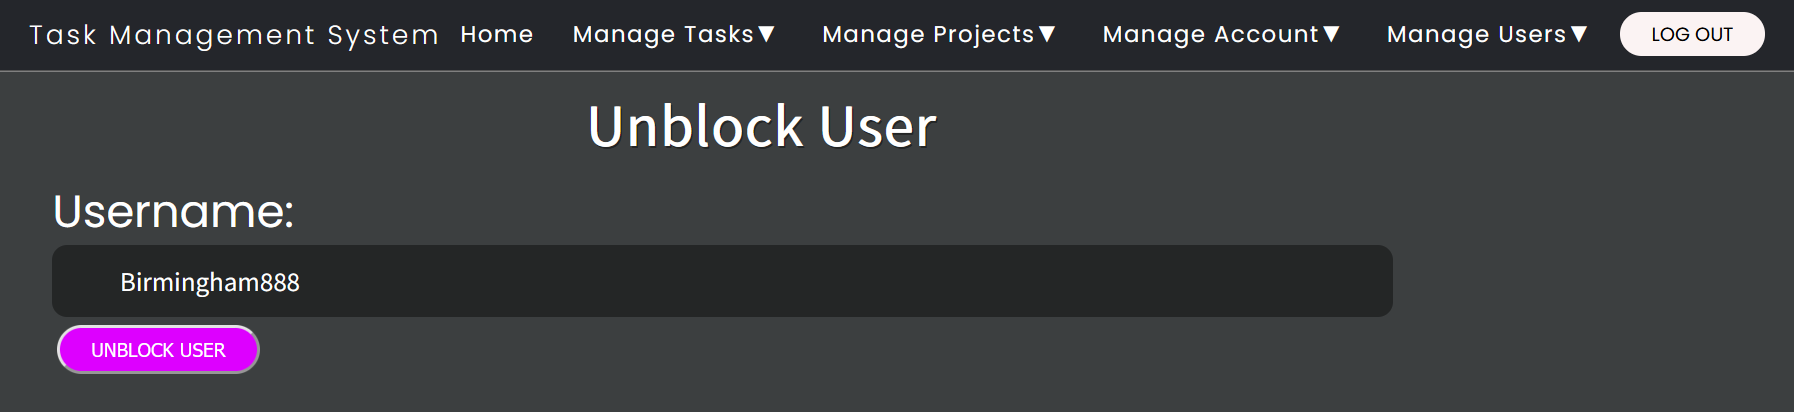 Task Management System Home Manage Tasks▼ Manage Projects▼ Manage Account▼ Manage Users▼ LOG OUT
Unblock User
Username:
Birmingham888
UNBLOCK USER